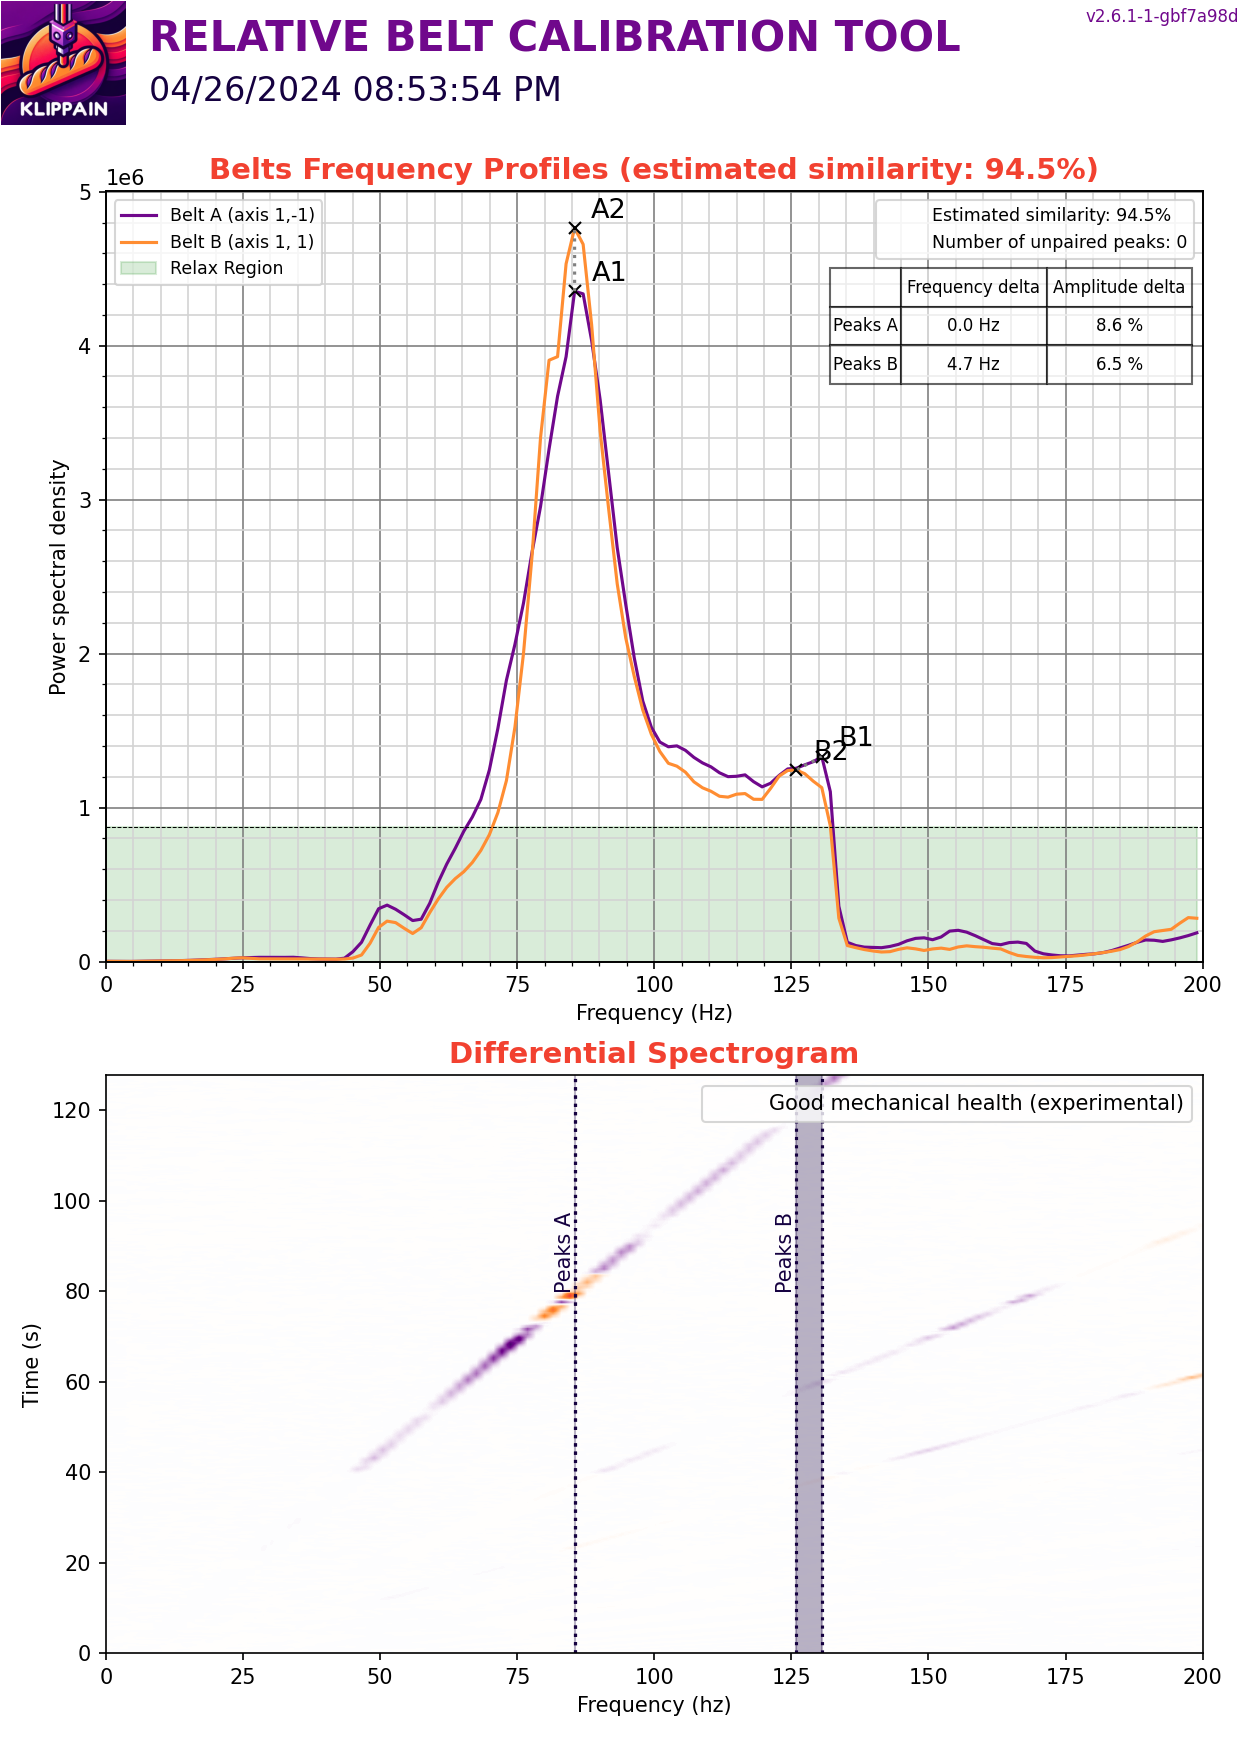 KLIPPAIN
RELATIVE BELT CALIBRATION TOOL
04/26/2024 08:53:54 PM
v2.6.1-1-gbf7a98d
Belts Frequency Profiles (estimated similarity: 94.5%)
1e6
Belt A (axis 1,-1)
Belt B (axis 1, 1)
Relax Region
Estimated similarity: 94.5%
Number of unpaired peaks: 0
Frequency delta Amplitude delta
Peaks A 0.0 Hz 8.6 %
Peaks B 4.7 Hz 6.5 %
A2
A1
B1
B2
5
4
3
2
1
0
Power spectral density
0 25 50 75 100 125 150 175 200
Frequency (Hz)
Differential Spectrogram
Good mechanical health (experimental)
Peaks A
Peaks B
120
100
80
60
40
20
0
Time (s)
0 25 50 75 100 125 150 175 200
Frequency (hz)